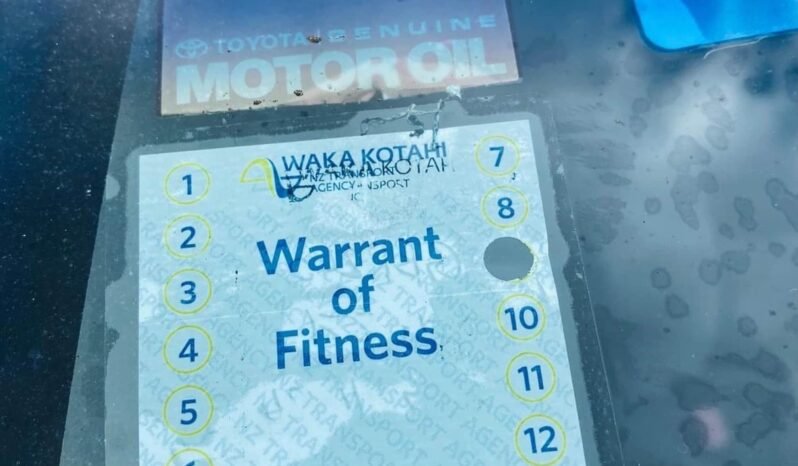 TOYOTA GENUINE
MOTOR OIL
WAKA KOTAHI
NZ TRANSPORT
AGENCY
Warrant
of
Fitness
1
2
3
4
5
7
8
10
11
12